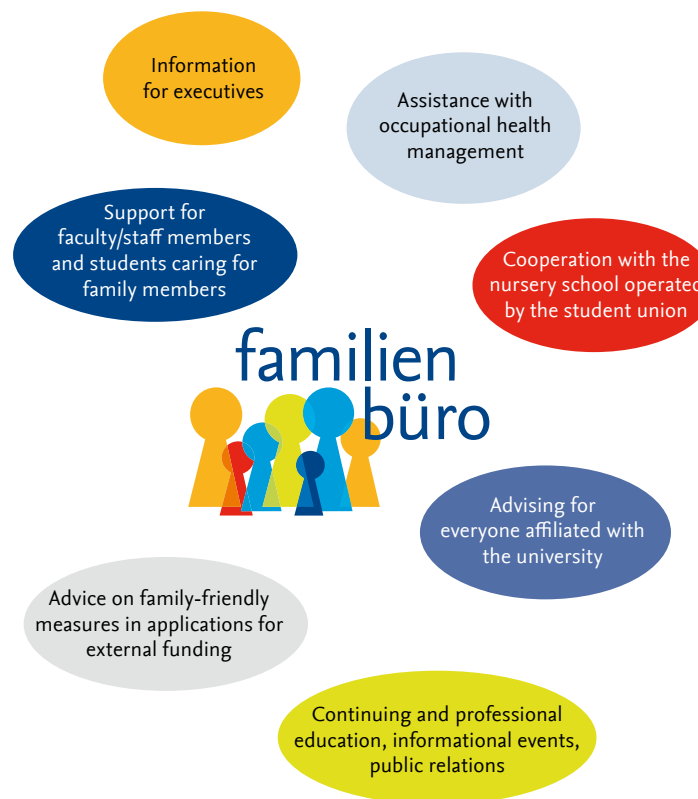 Information
for executives
Assistance with
occupational health
management
Support for
faculty/staff members
and students caring for
family members
Cooperation with the
nursery school operated
by the student union
familien
büro
Advising for
everyone affiliated with
the university
Advice on family-friendly
measures in applications for
external funding
Continuing and professional
education, informational events,
public relations